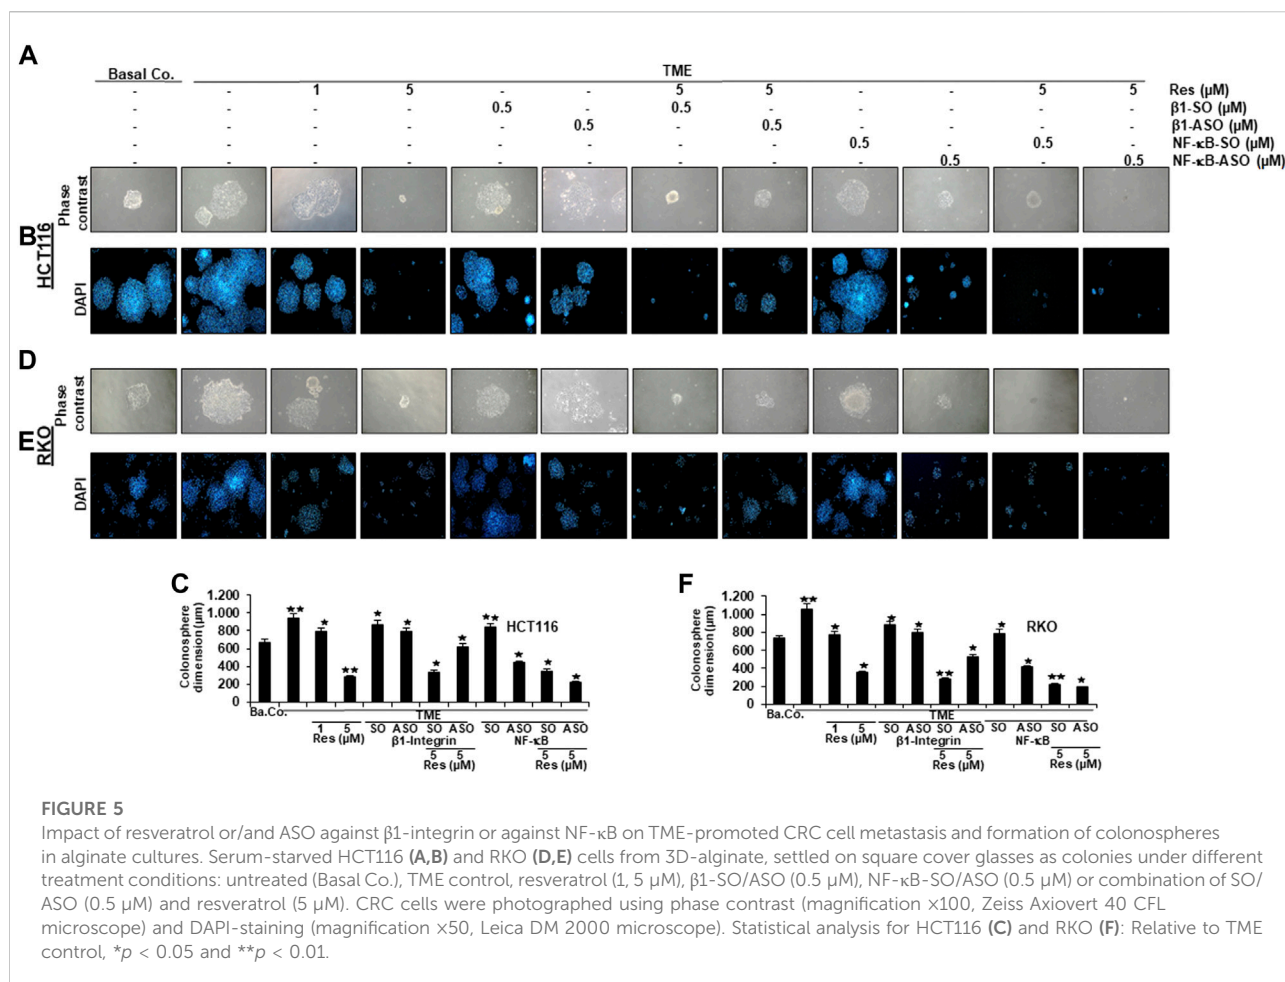 A
Basal Co. TME
- - 1 5 - - 5 5 - - 5 5 Res (μM)
- - - - 0.5 - 0.5 - - - - - β1-SO (μM)
- - - - - 0.5 - 0.5 - - - - β1-ASO (μM)
- - - - - - - - 0.5 - 0.5 - NF-κB-SO (μM)
- - - - - - - - - 0.5 - 0.5 NF-κB-ASO (μM)
Phase
contrast
B
HCT116
DAPI
D
Phase
contrast
E
RKO
DAPI
C
Colonosphere
dimension (μm)
1.200
1.000
800
600
400
200
0
★★ ★ ★★ ★ ★ ★ ★ ★★ ★ ★ ★
HCT116
Ba.Co. TME
1 5 SO ASO SO ASO SO ASO SO ASO
Res (μM) β1-Integrin NF-κB
5 5 5 5
Res (μM) Res (μM)
F
Colonosphere
dimension (μm)
1.200
1.000
800
600
400
200
0
★★ ★ ★ ★ ★ ★★ ★ ★ ★ ★★ ★
RKO
Ba.Co. TME
1 5 SO ASO SO ASO SO ASO SO ASO
Res (μM) β1-Integrin NF-κB
5 5 5 5
Res (μM) Res (μM)
FIGURE 5
Impact of resveratrol or/and ASO against β1-integrin or against NF-κB on TME-promoted CRC cell metastasis and formation of colonospheres
in alginate cultures. Serum-starved HCT116 (A,B) and RKO (D,E) cells from 3D-alginate, settled on square cover glasses as colonies under different
treatment conditions: untreated (Basal Co.), TME control, resveratrol (1, 5 μM), β1-SO/ASO (0.5 μM), NF-κB-SO/ASO (0.5 μM) or combination of SO/
ASO (0.5 μM) and resveratrol (5 μM). CRC cells were photographed using phase contrast (magnification ×100, Zeiss Axiovert 40 CFL
microscope) and DAPI-staining (magnification ×50, Leica DM 2000 microscope). Statistical analysis for HCT116 (C) and RKO (F): Relative to TME
control, *p < 0.05 and **p < 0.01.